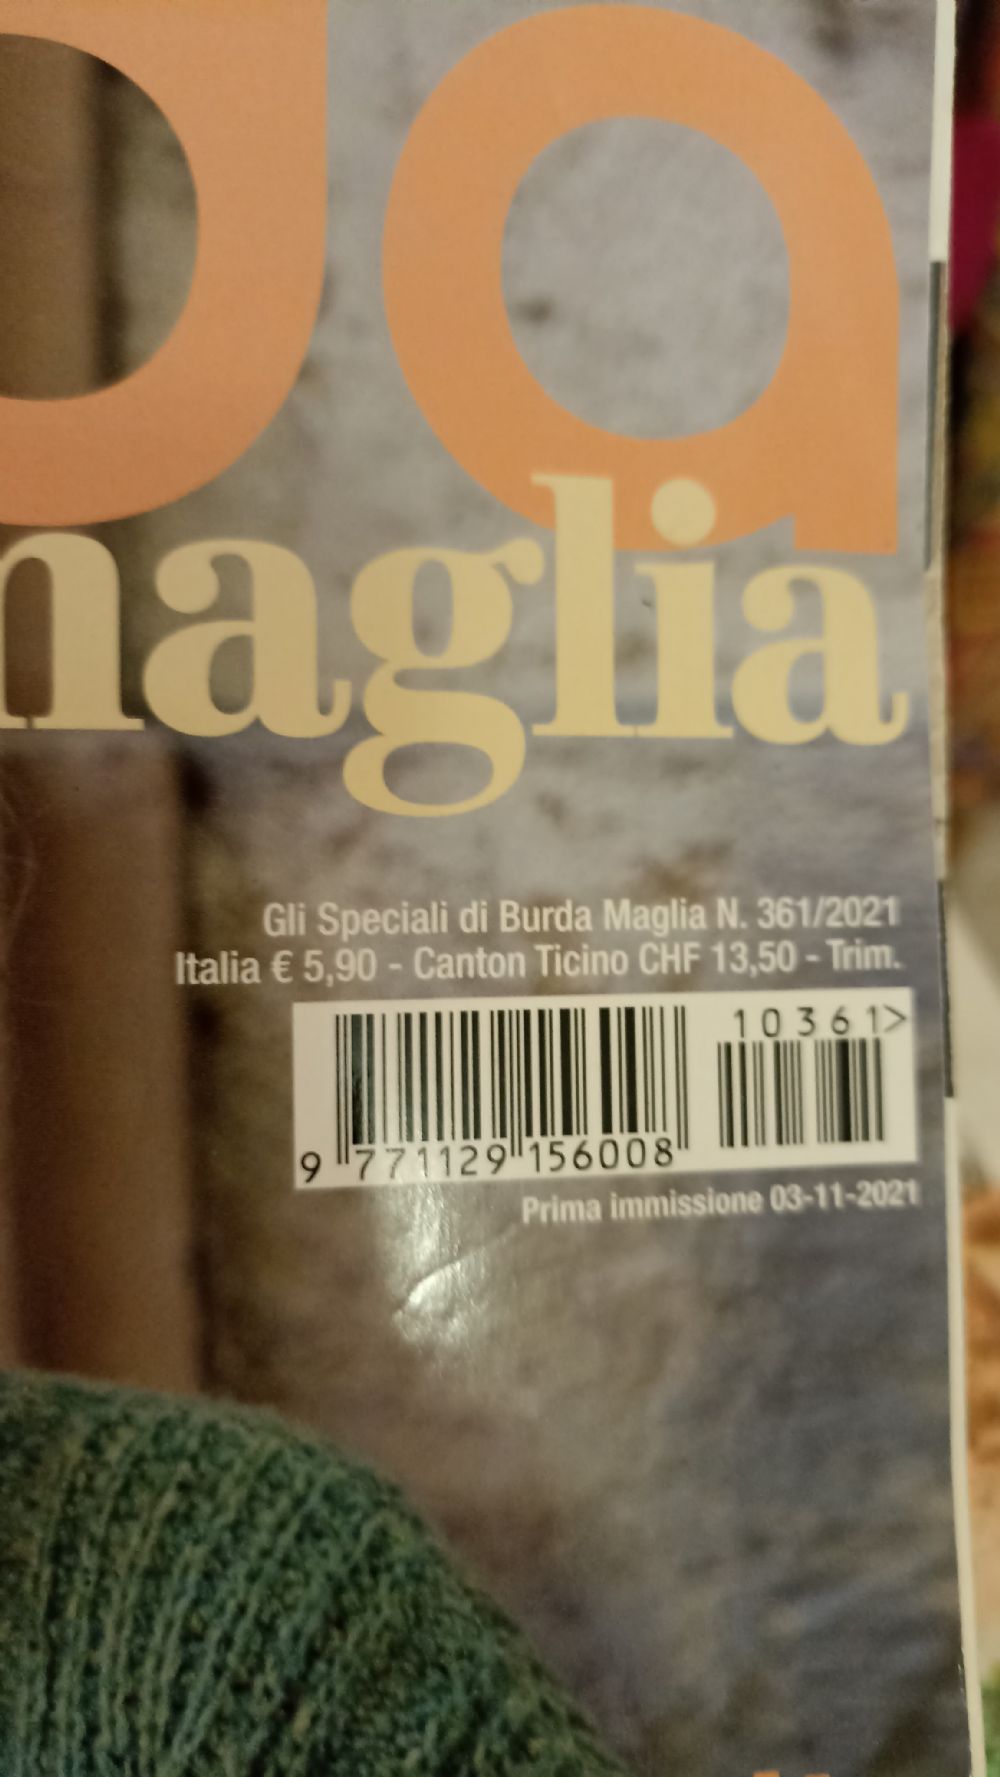 da
maglia
Gli Speciali di Burda Maglia N. 361/2021
Italia € 5,90 - Canton Ticino CHF 13,50 - Trim.
10361>
9 771129 156008
Prima immissione 03-11-2021